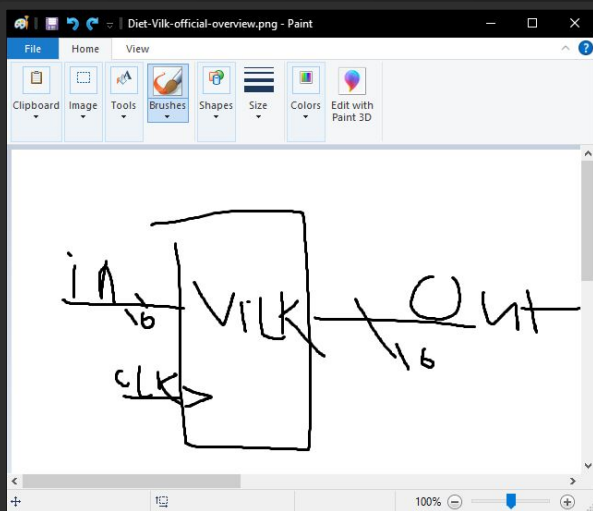 Diet-Vilk-official-overview.png - Paint
File Home View
Clipboard Image Tools Brushes Shapes Size Colors Edit with Paint 3D
in
16
VilK
Out
16
cLK
100%